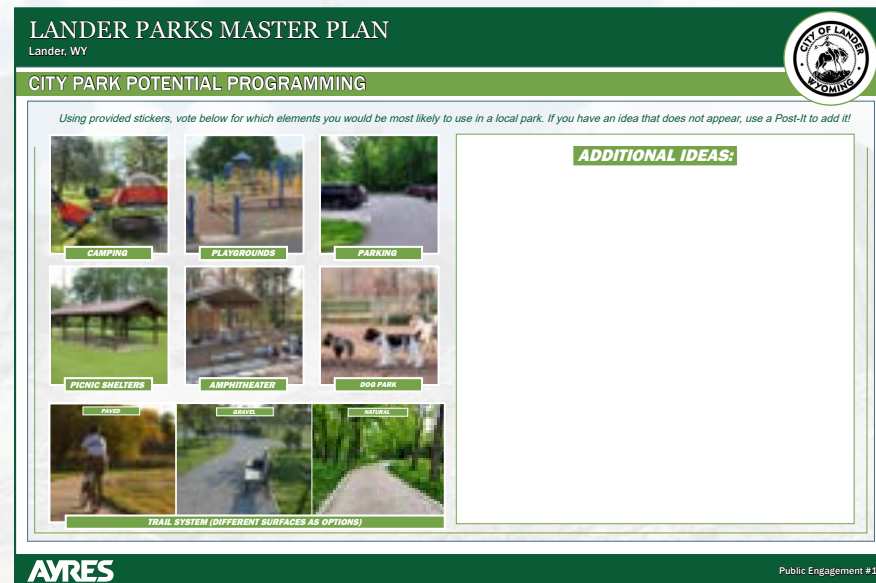 LANDER PARKS MASTER PLAN
Lander, WY
CITY OF LANDER
WYOMING
CITY PARK POTENTIAL PROGRAMMING
Using provided stickers, vote below for which elements you would be most likely to use in a local park. If you have an idea that does not appear, use a Post-It to add it!
ADDITIONAL IDEAS:
CAMPING
PLAYGROUNDS
PARKING
PICNIC SHELTERS
AMPHITHEATER
DOG PARK
PAVED
GRAVEL
NATURAL
TRAIL SYSTEM (DIFFERENT SURFACES AS OPTIONS)
AYRES
Public Engagement #1